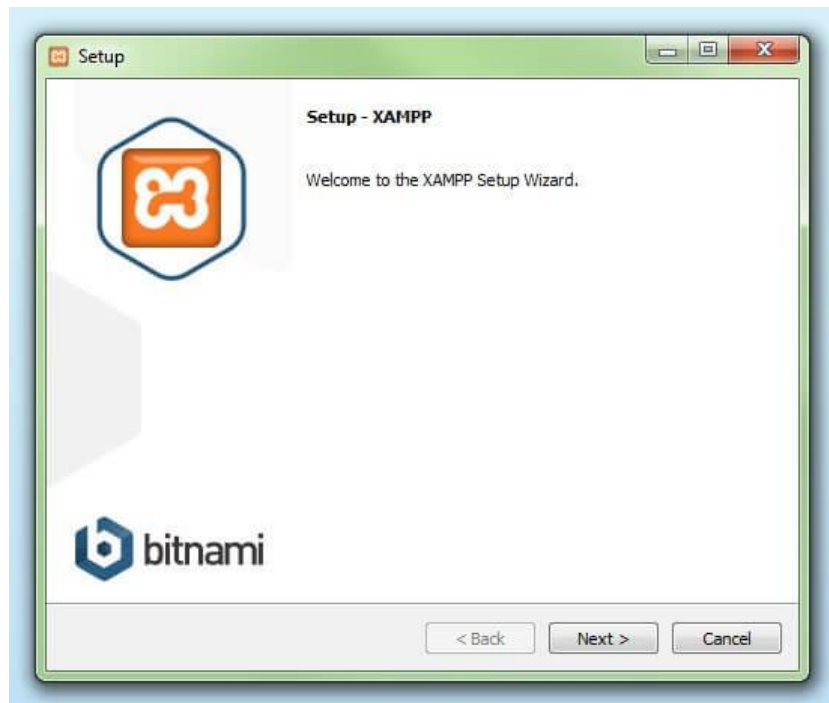 Setup
Setup - XAMPP
Welcome to the XAMPP Setup Wizard.
bitnami
< Back Next > Cancel